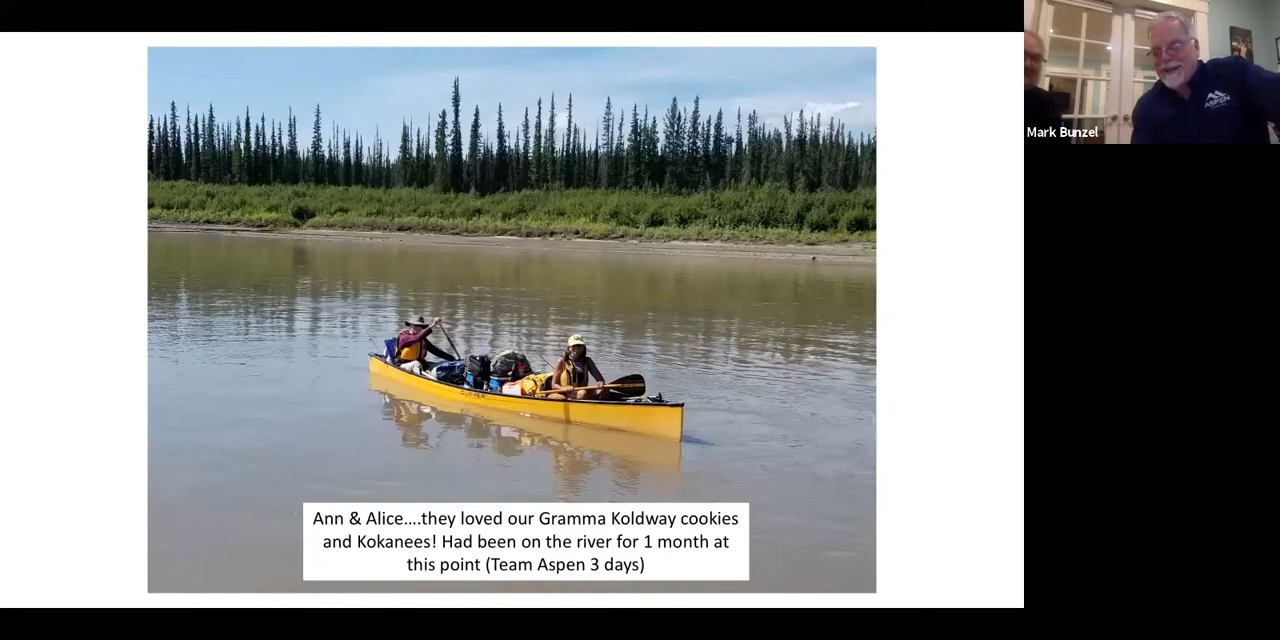 Ann & Alice....they loved our Gramma Koldway cookies
and Kokanees! Had been on the river for 1 month at
this point (Team Aspen 3 days)
ASPEN
Mark Bunzel